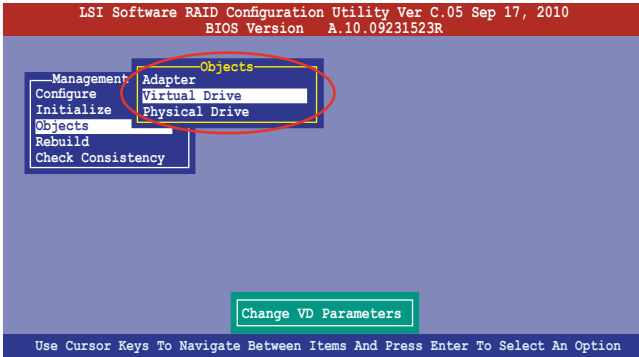 LSI Software RAID Configuration Utility Ver C.05 Sep 17, 2010
BIOS Version A.10.09231523R
Management
Configure
Initialize
Objects
Rebuild
Check Consistency
Objects
Adapter
Virtual Drive
Physical Drive
Change VD Parameters
Use Cursor Keys To Navigate Between Items And Press Enter To Select An Option